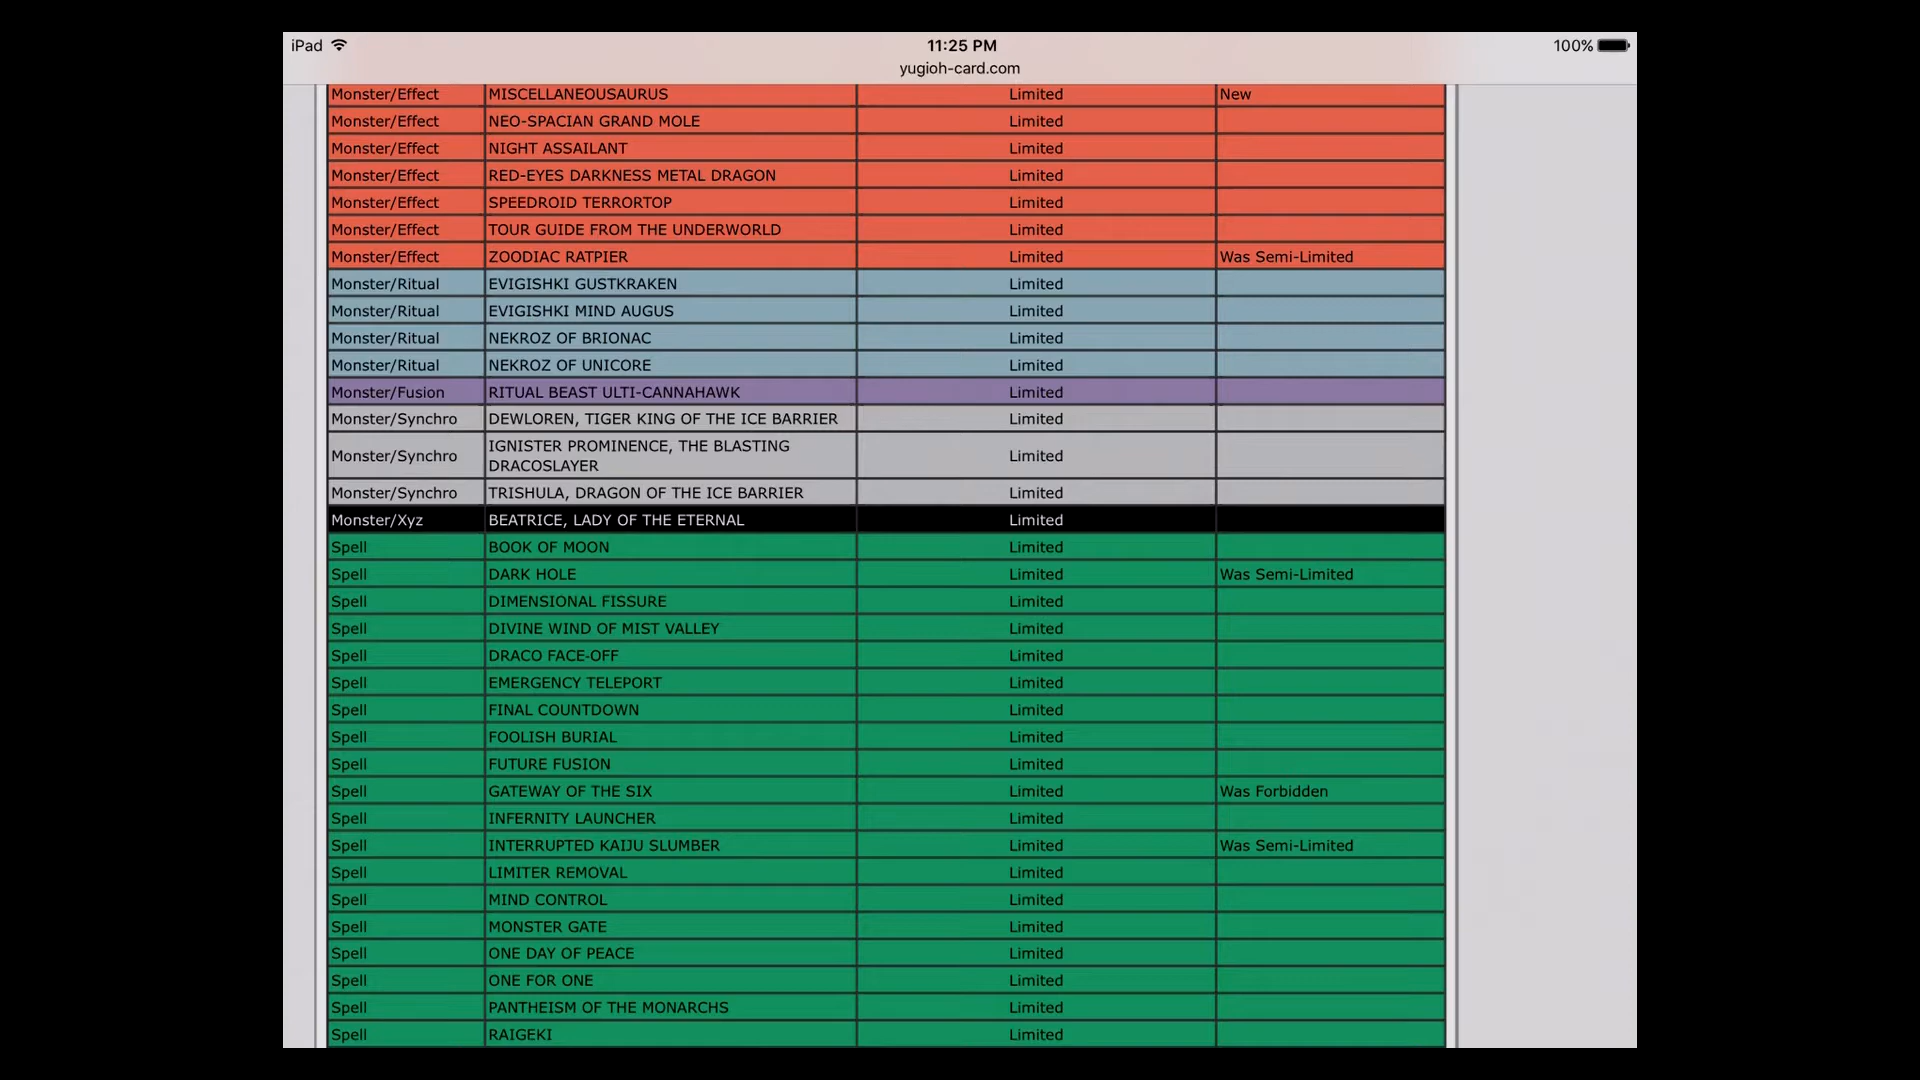 iPad 11:25 PM 100%
yugioh-card.com
Monster/Effect MISCELLANEOUSAURUS Limited New
Monster/Effect NEO-SPACIAN GRAND MOLE Limited
Monster/Effect NIGHT ASSAILANT Limited
Monster/Effect RED-EYES DARKNESS METAL DRAGON Limited
Monster/Effect SPEEDROID TERRORTOP Limited
Monster/Effect TOUR GUIDE FROM THE UNDERWORLD Limited
Monster/Effect ZOODIAC RATPIER Limited Was Semi-Limited
Monster/Ritual EVIGISHKI GUSTKRAKEN Limited
Monster/Ritual EVIGISHKI MIND AUGUS Limited
Monster/Ritual NEKROZ OF BRIONAC Limited
Monster/Ritual NEKROZ OF UNICORE Limited
Monster/Fusion RITUAL BEAST ULTI-CANNAHAWK Limited
Monster/Synchro DEWLOREN, TIGER KING OF THE ICE BARRIER Limited
Monster/Synchro IGNISTER PROMINENCE, THE BLASTING
DRACOSLAYER Limited
Monster/Synchro TRISHULA, DRAGON OF THE ICE BARRIER Limited
Monster/Xyz BEATRICE, LADY OF THE ETERNAL Limited
Spell BOOK OF MOON Limited
Spell DARK HOLE Limited Was Semi-Limited
Spell DIMENSIONAL FISSURE Limited
Spell DIVINE WIND OF MIST VALLEY Limited
Spell DRACO FACE-OFF Limited
Spell EMERGENCY TELEPORT Limited
Spell FINAL COUNTDOWN Limited
Spell FOOLISH BURIAL Limited
Spell FUTURE FUSION Limited
Spell GATEWAY OF THE SIX Limited Was Forbidden
Spell INFERNITY LAUNCHER Limited
Spell INTERRUPTED KAIJU SLUMBER Limited Was Semi-Limited
Spell LIMITER REMOVAL Limited
Spell MIND CONTROL Limited
Spell MONSTER GATE Limited
Spell ONE DAY OF PEACE Limited
Spell ONE FOR ONE Limited
Spell PANTHEISM OF THE MONARCHS Limited
Spell RAIGEKI Limited